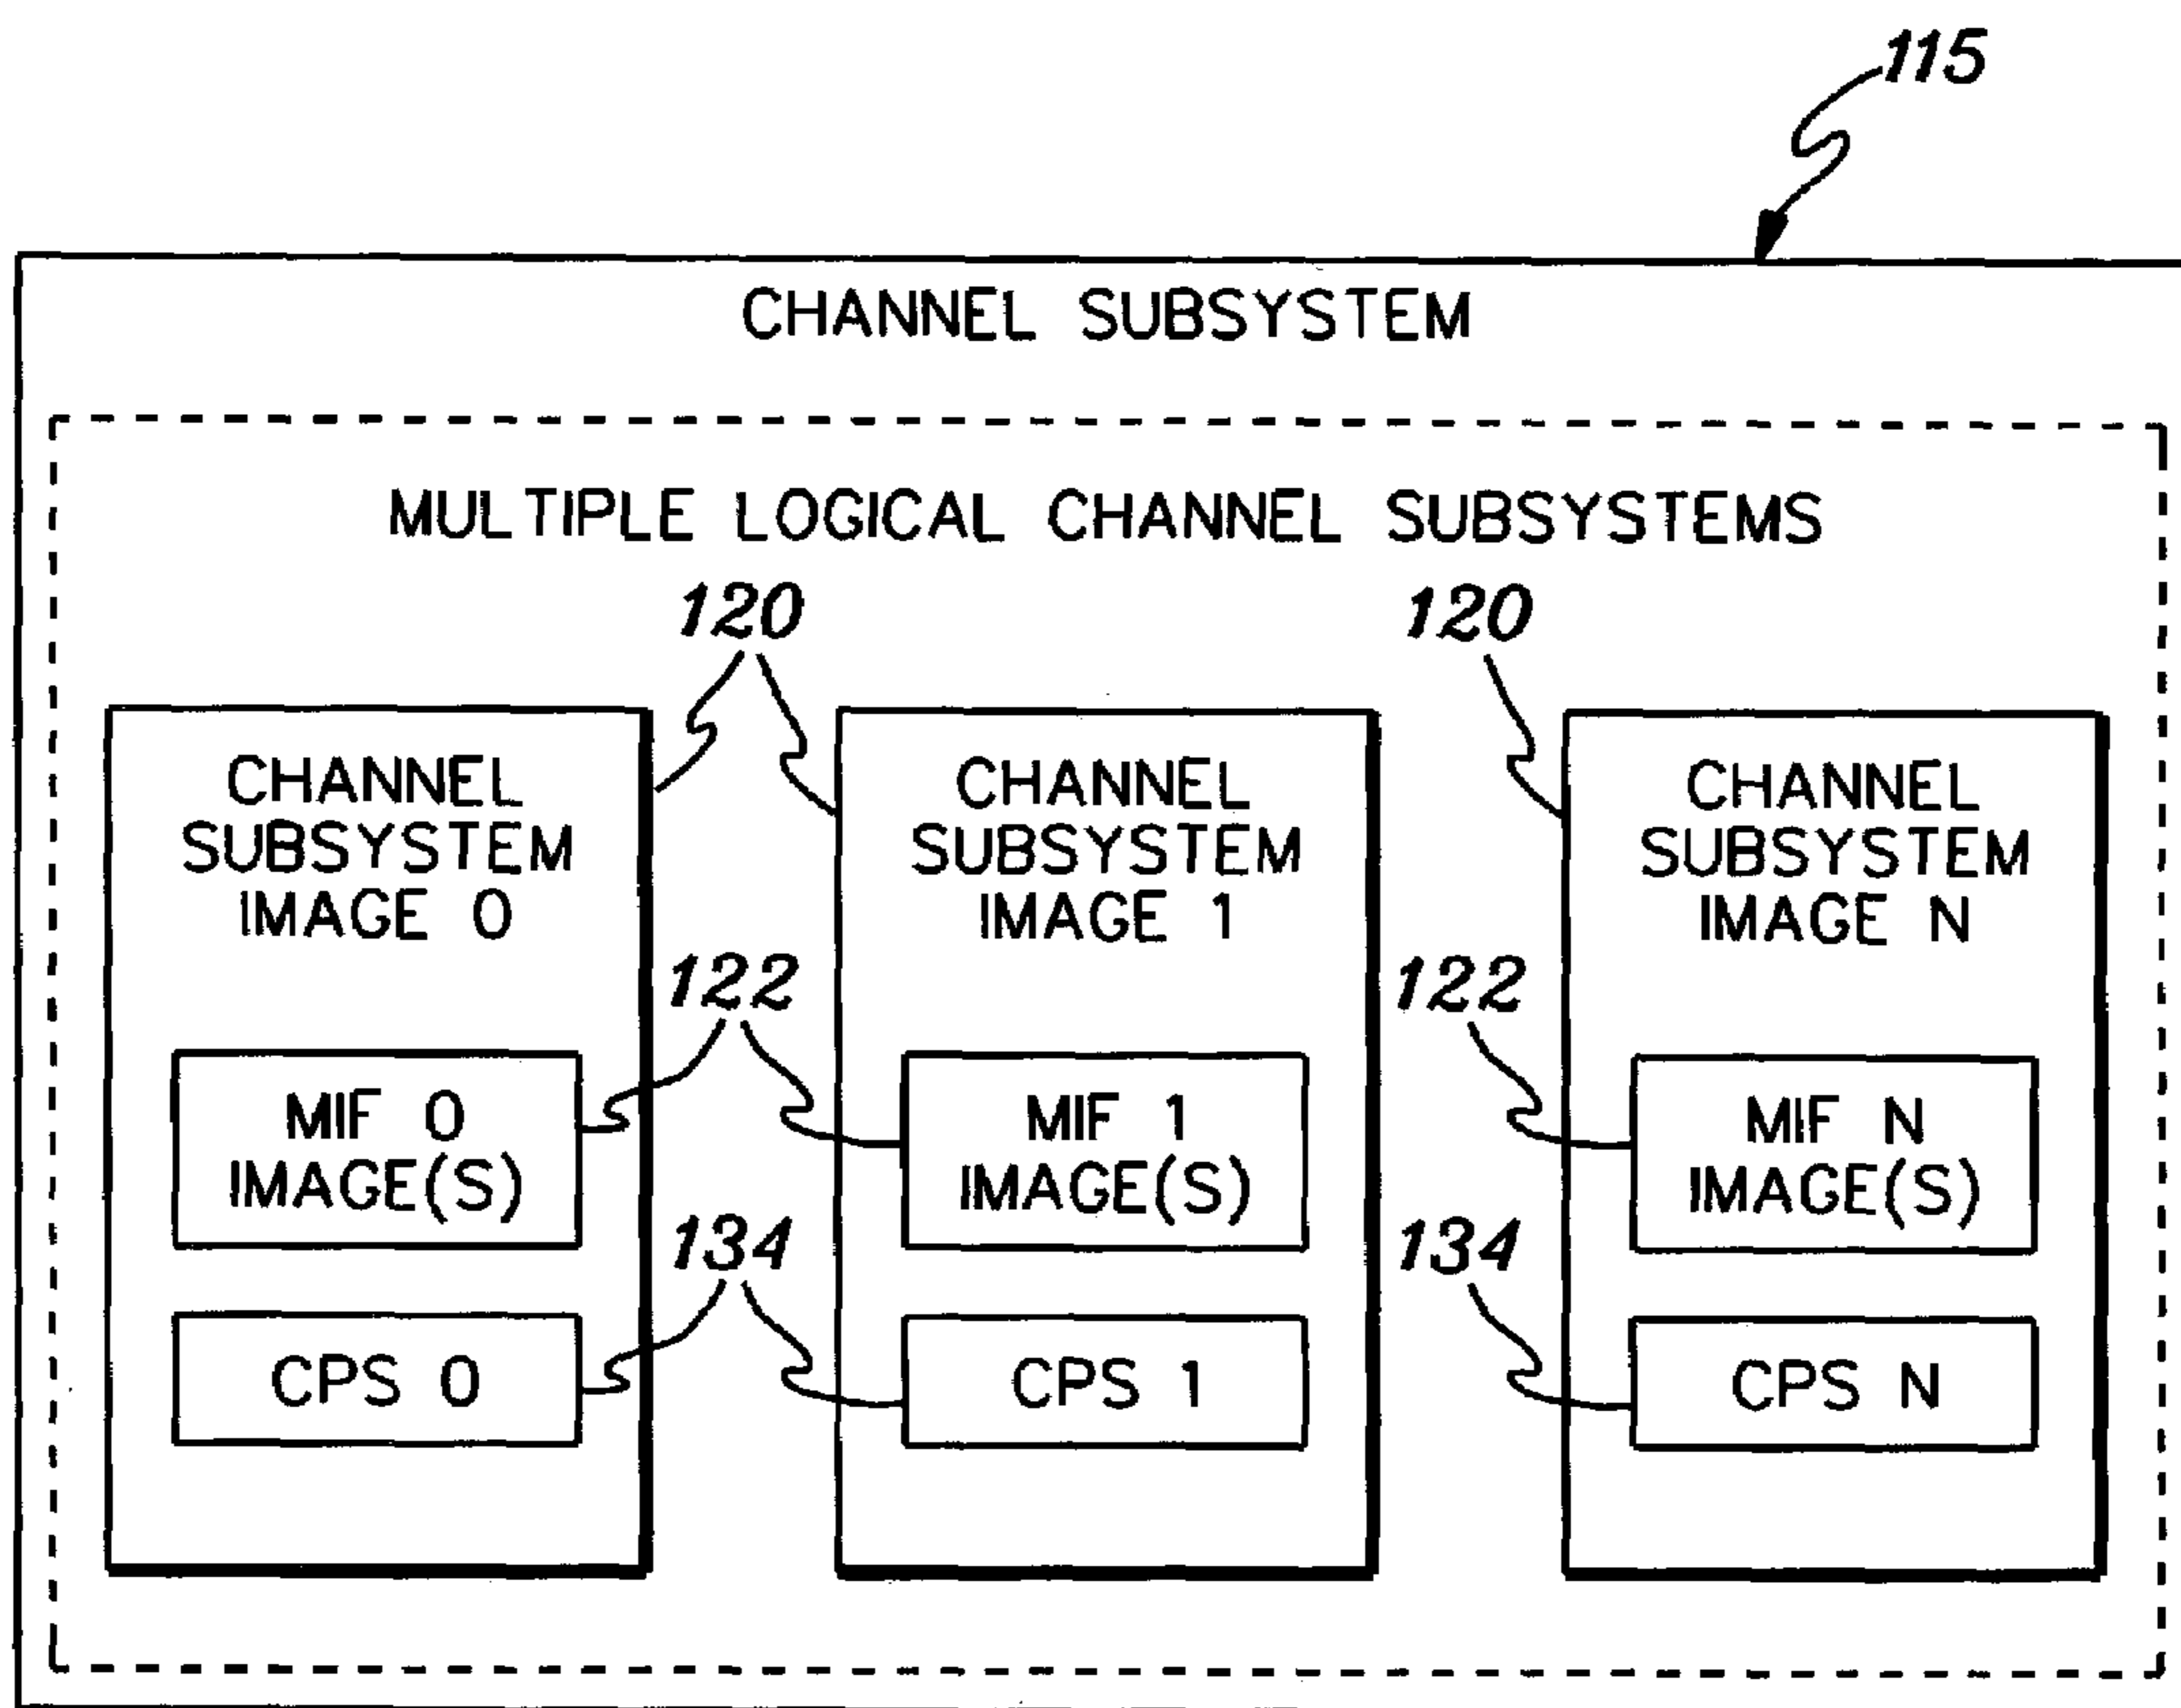 115
CHANNEL SUBSYSTEM
MULTIPLE LOGICAL CHANNEL SUBSYSTEMS
120
120
CHANNEL
SUBSYSTEM
IMAGE 0
CHANNEL
SUBSYSTEM
IMAGE 1
CHANNEL
SUBSYSTEM
IMAGE N
122
122
MIF 0
IMAGE(S)
MIF 1
IMAGE(S)
MIF N
IMAGE(S)
134
134
CPS 0
CPS 1
CPS N